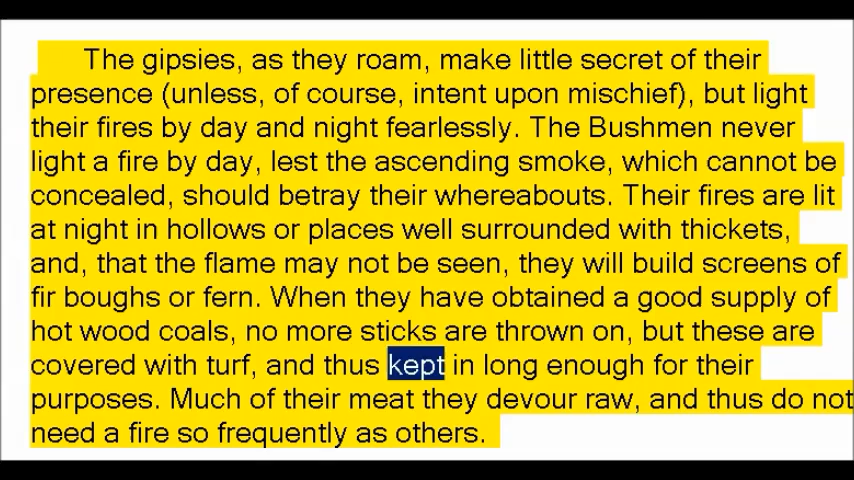 The gipsies, as they roam, make little secret of their
presence (unless, of course, intent upon mischief), but light
their fires by day and night fearlessly. The Bushmen never
light a fire by day, lest the ascending smoke, which cannot be
concealed, should betray their whereabouts. Their fires are lit
at night in hollows or places well surrounded with thickets,
and, that the flame may not be seen, they will build screens of
fir boughs or fern. When they have obtained a good supply of
hot wood coals, no more sticks are thrown on, but these are
covered with turf, and thus kept in long enough for their
purposes. Much of their meat they devour raw, and thus do not
need a fire so frequently as others.